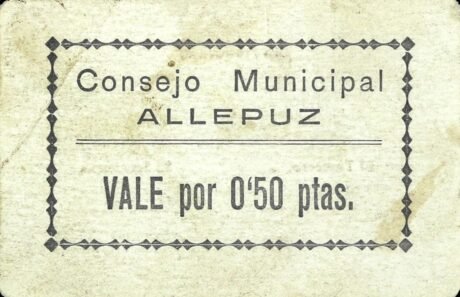 Consejo Municipal
ALLEPUZ
VALE por 0'50 ptas.